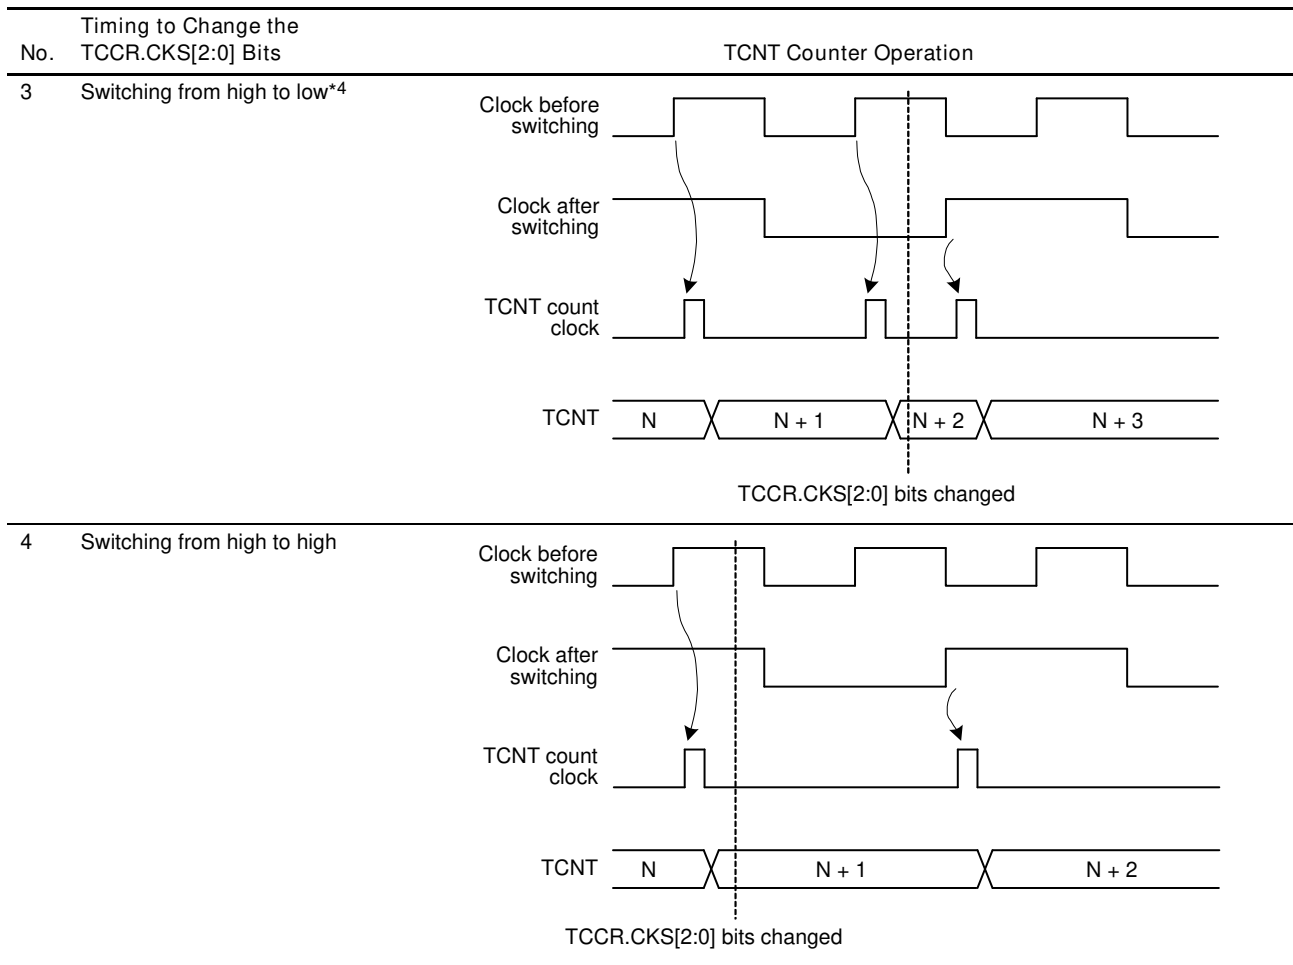 Timing to Change the
No. TCCR.CKS[2:0] Bits TCNT Counter Operation
3 Switching from high to low*4
Clock before
switching
Clock after
switching
TCNT count
clock
TCNT N N + 1 N + 2 N + 3
TCCR.CKS[2:0] bits changed
4 Switching from high to high
Clock before
switching
Clock after
switching
TCNT count
clock
TCNT N N + 1 N + 2
TCCR.CKS[2:0] bits changed